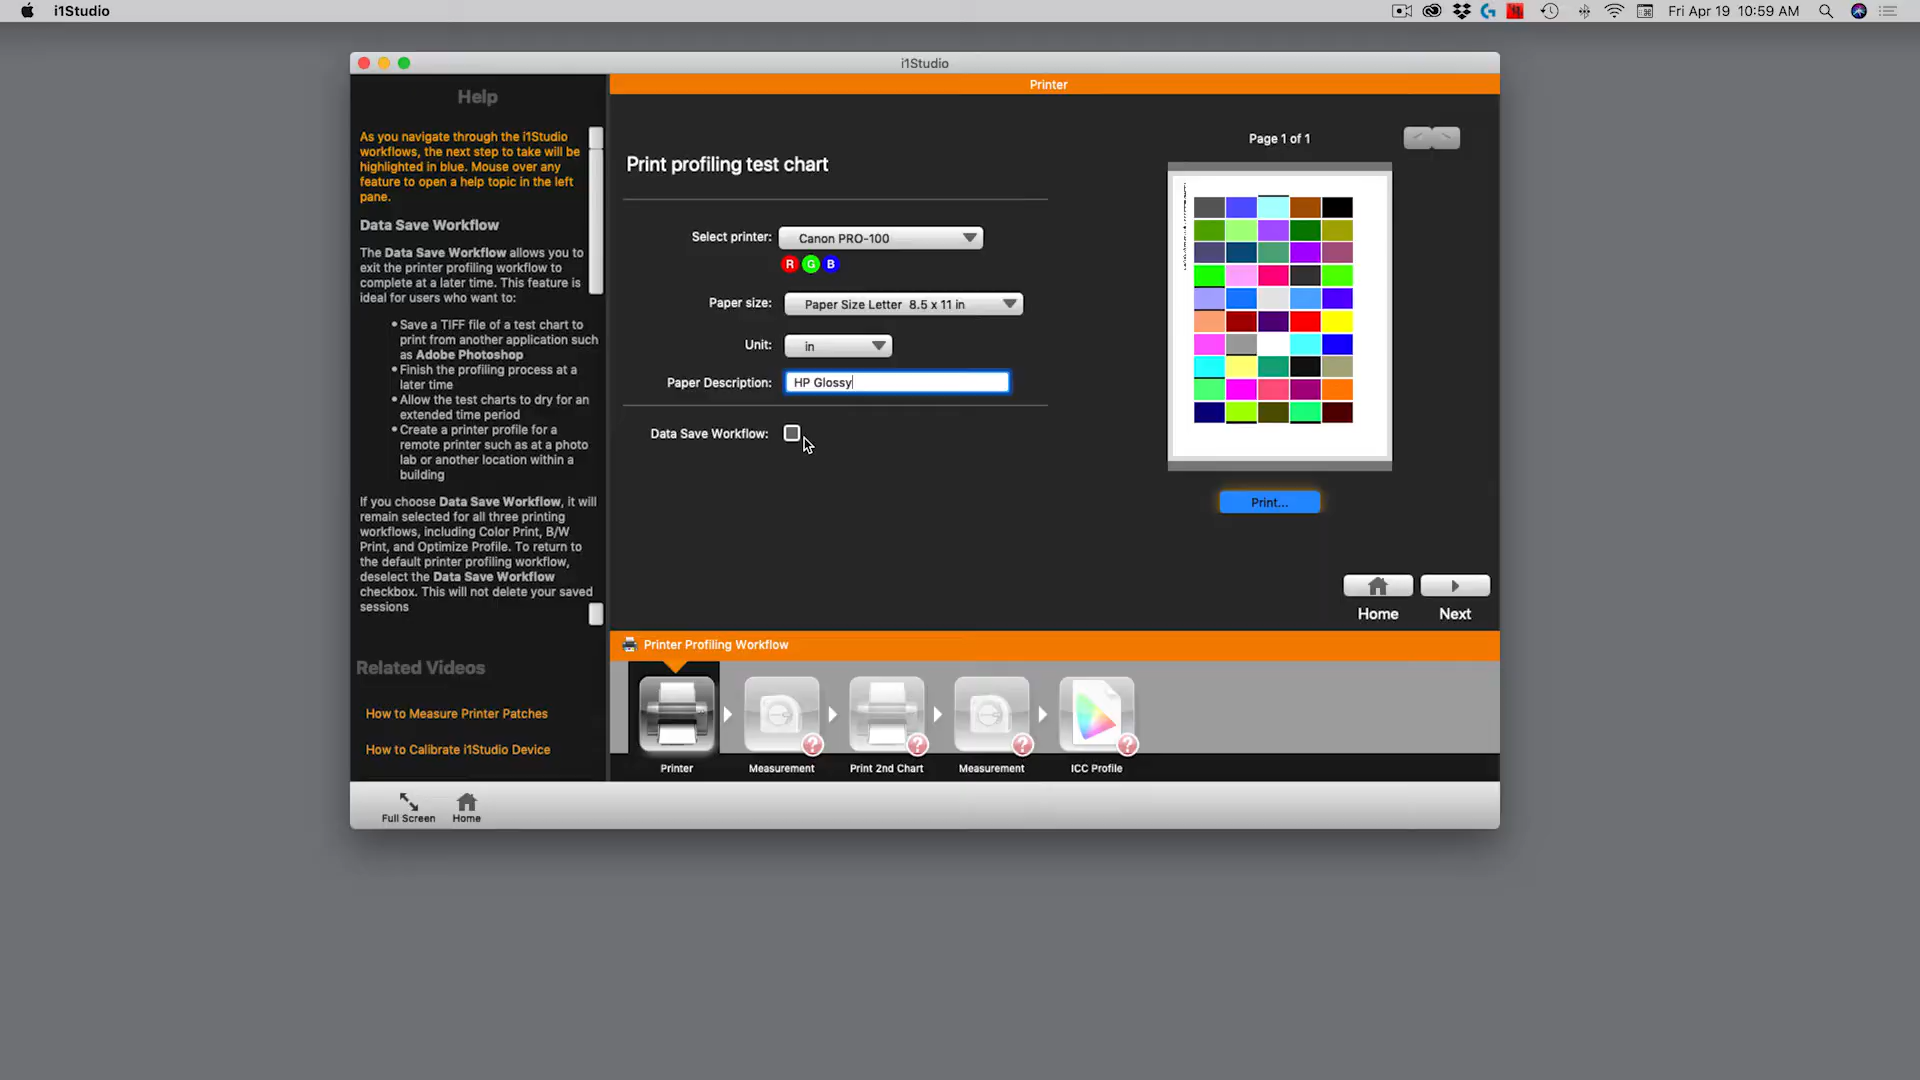 i1Studio
Fri Apr 19 10:59 AM
i1Studio
Help
As you navigate through the i1Studio
workflows, the next step to take will be
highlighted in blue. Mouse over any
feature to open a help topic in the left
pane.
Data Save Workflow
The Data Save Workflow allows you to
exit the printer profiling workflow to
complete at a later time. This feature is
ideal for users who want to:
• Save a TIFF file of a test chart to
print from another application such
as Adobe Photoshop
• Finish the profiling process at a
later time
• Allow the test charts to dry for an
extended time period
• Create a printer profile for a
remote printer such as at a photo
lab or another location within a
building
If you choose Data Save Workflow, it will
remain selected for all three printing
workflows, including Color Print, B/W
Print, and Optimize Profile. To return to
the default printer profiling workflow,
deselect the Data Save Workflow
checkbox. This will not delete your saved
sessions
Related Videos
How to Measure Printer Patches
How to Calibrate i1Studio Device
Printer
Print profiling test chart
Select printer: Canon PRO-100
R G B
Paper size: Paper Size Letter 8.5 x 11 in
Unit: in
Paper Description: HP Glossy
Data Save Workflow:
Page 1 of 1
Print...
Home
Next
Printer Profiling Workflow
Printer
Measurement
Print 2nd Chart
Measurement
ICC Profile
Full Screen
Home